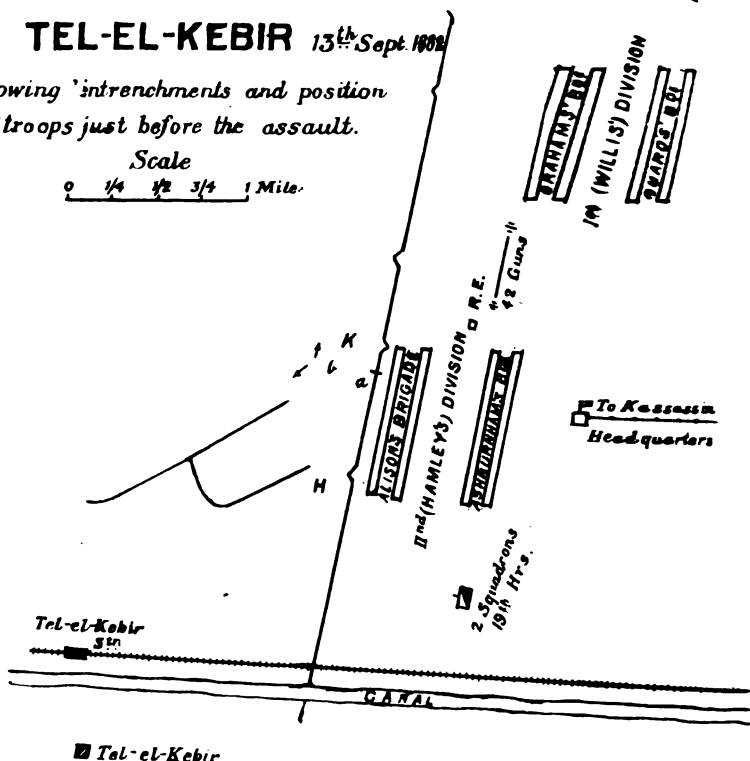 TEL-EL-KEBIR 13th Sept. 1882
owing intrenchments and position
troops just before the assault.
Scale
0 1/4 1/2 3/4 1 Mile.
GRAHAM'S BDE
(WILLIS') DIVISION
GUARDS' BDE
42 Guns
R.E.
K
b
a
ALISON'S BRIGADE
IInd (HAMLEY'S) DIVISION
ASHBURNHAM'S BDE
To Kassassin
Headquarters
H
2 Squadrons
19th Hrs.
Tel-el-Kebir
Stn
CANAL
Tel-el-Kebir